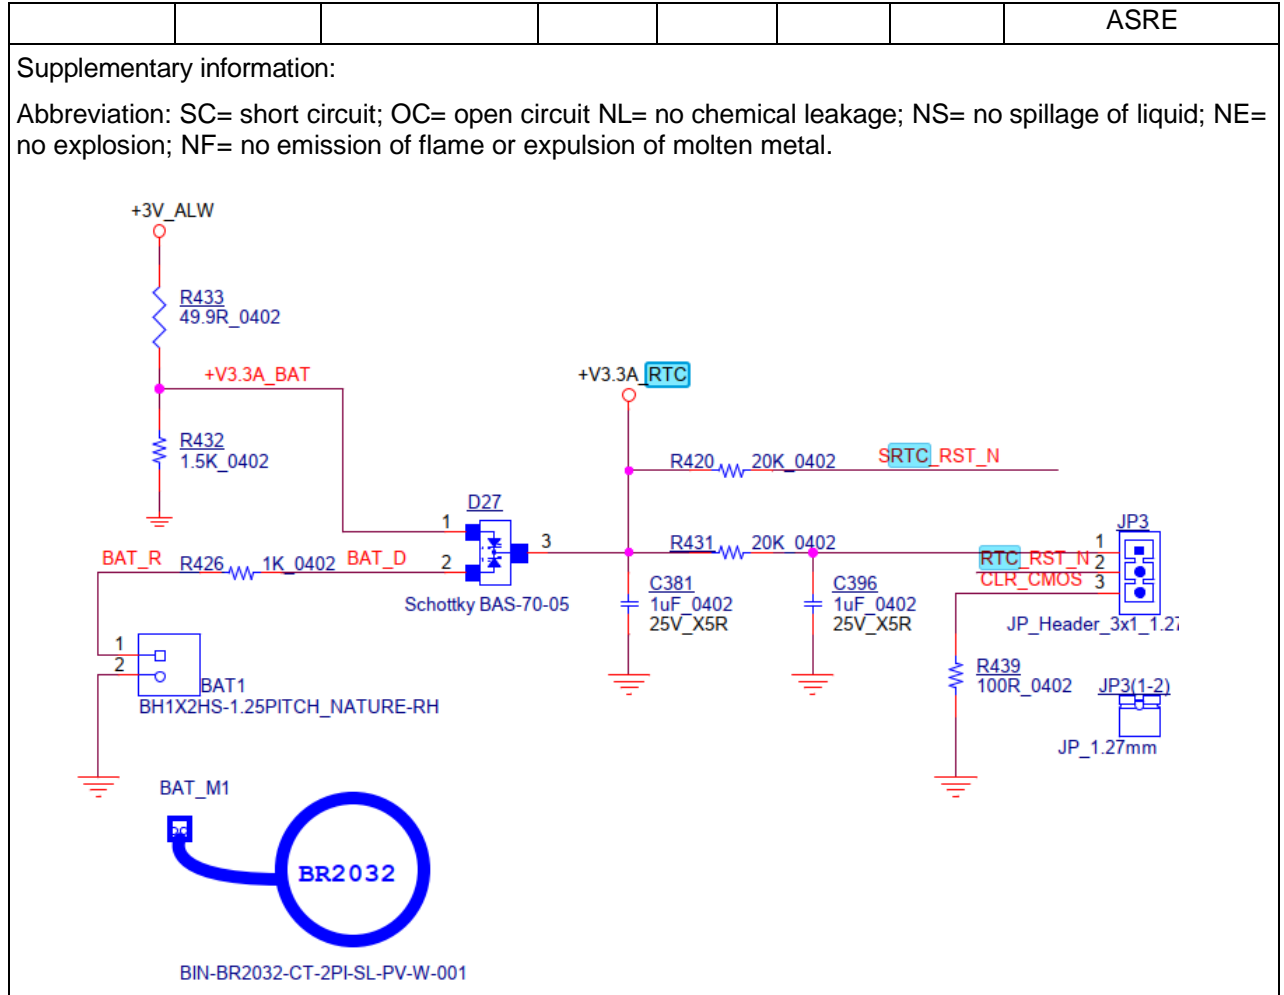 ASRE
Supplementary information:
Abbreviation: SC= short circuit; OC= open circuit NL= no chemical leakage; NS= no spillage of liquid; NE=
no explosion; NF= no emission of flame or expulsion of molten metal.
+3V_ALW
R433
49.9R_0402
+V3.3A_BAT
+V3.3A_RTC
R432
1.5K_0402
R420 20K_0402 SRTC_RST_N
D27
1
2
3
Schottky BAS-70-05
BAT_R R426 1K_0402 BAT_D
R431 20K_0402
JP3
1
RTC_RST_N 2
CLR_CMOS 3
JP_Header_3x1_1.27
C381
1uF_0402
25V_X5R
C396
1uF_0402
25V_X5R
1
2
BAT1
BH1X2HS-1.25PITCH_NATURE-RH
R439
100R_0402
JP3(1-2)
JP_1.27mm
BAT_M1
BR2032
BIN-BR2032-CT-2PI-SL-PV-W-001